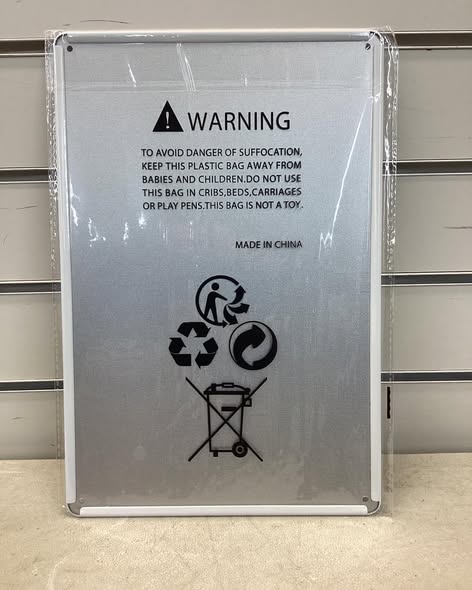 WARNING
TO AVOID DANGER OF SUFFOCATION,
KEEP THIS PLASTIC BAG AWAY FROM
BABIES AND CHILDREN.DO NOT USE
THIS BAG IN CRIBS,BEDS,CARRIAGES
OR PLAY PENS.THIS BAG IS NOT A TOY.
MADE IN CHINA